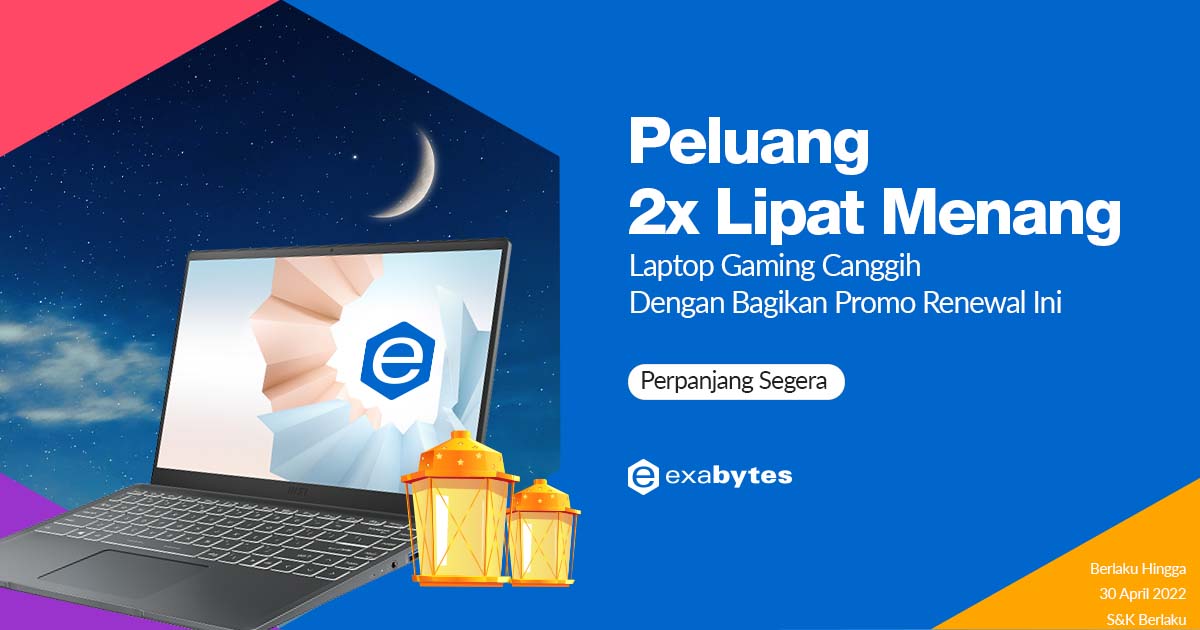 Peluang
2x Lipat Menang
Laptop Gaming Canggih
Dengan Bagikan Promo Renewal Ini
Perpanjang Segera
e exabytes
e
msi
Berlaku Hingga
30 April 2022
S&K Berlaku